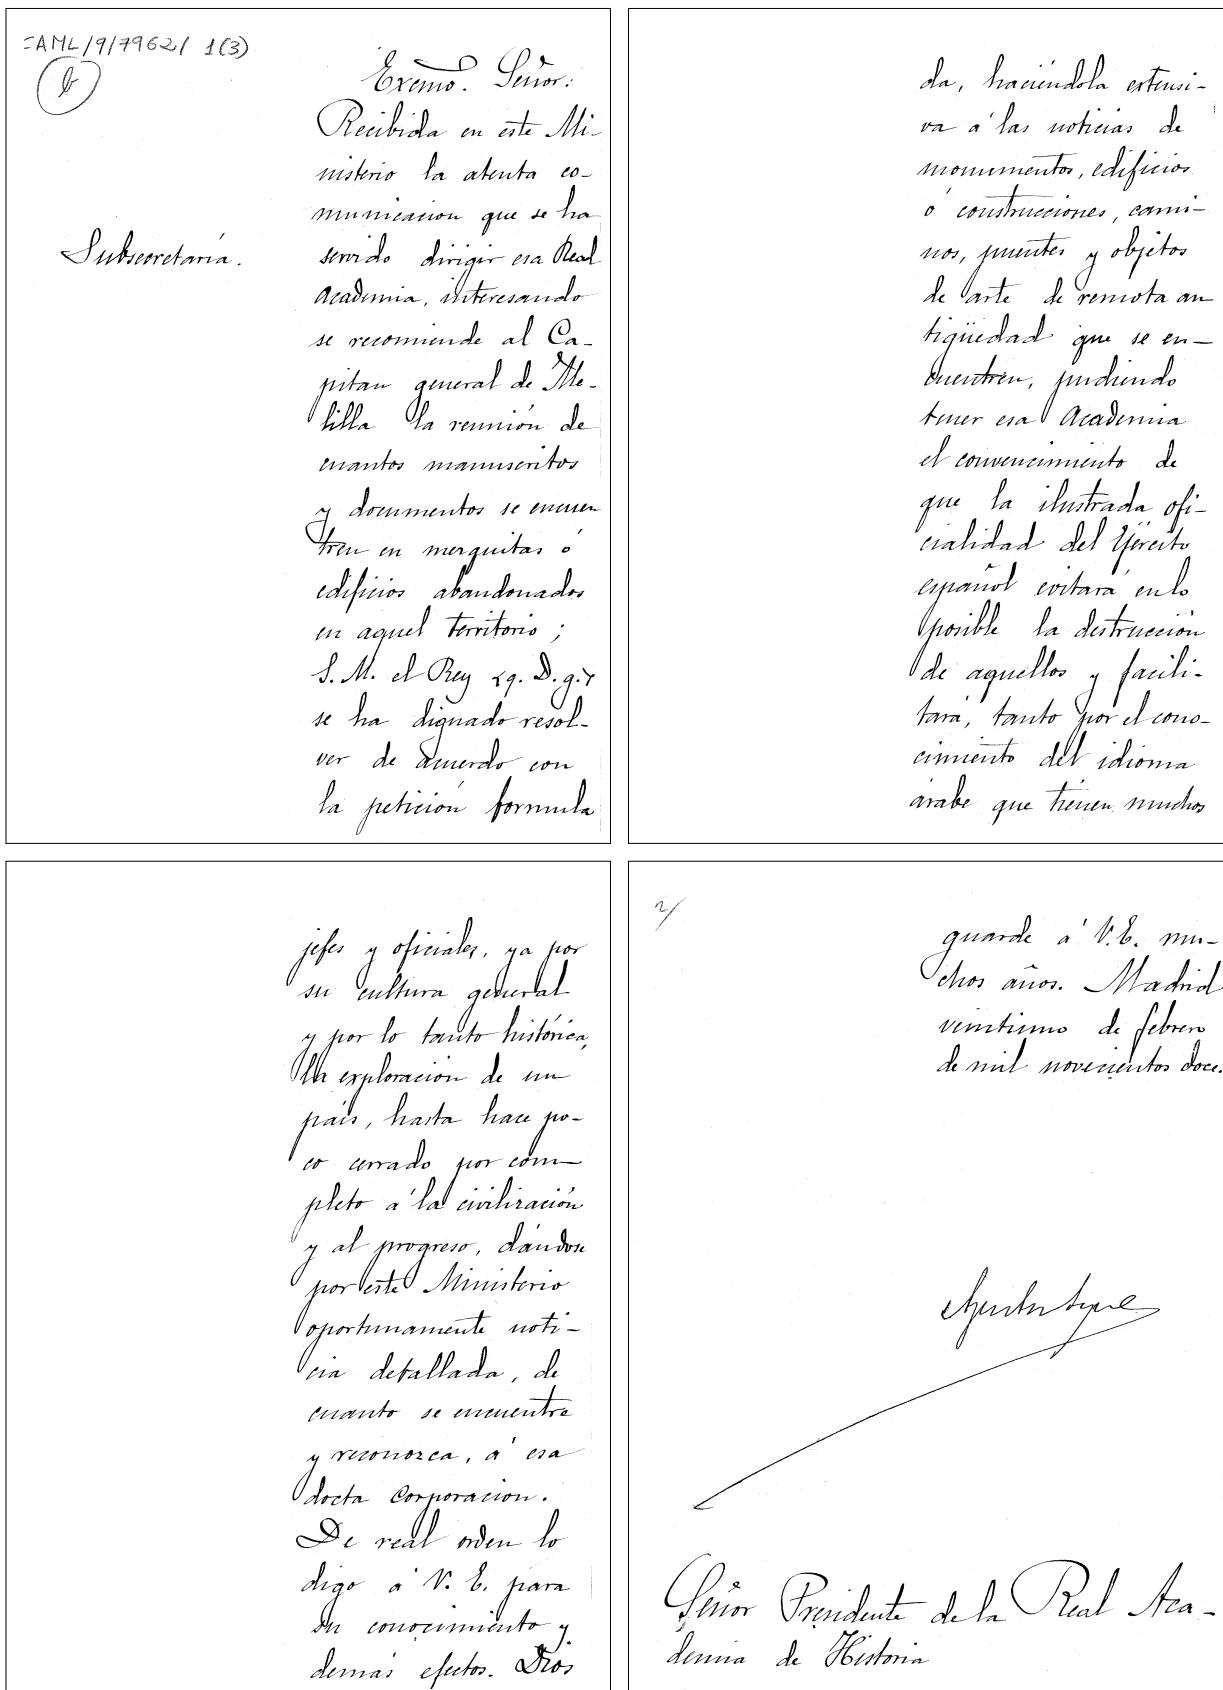 CAML/9/7962/ 1(3)
Excmo. Señor:
Recibida en este Mi-
nisterio la atenta co-
municacion que se ha
Subsecretaría.
servido dirigir esa Real
Academia, interesando
se recomiende al Ca-
pitan general de Me-
lilla la reunión de
cuantos manuscritos
y documentos se encuen
tren en mezquitas ó
edificios abandonados
en aquel territorio;
S. M. el Rey (q. D. g.)
se ha dignado resol-
ver de acuerdo con
la petición formula
da, haciéndola extensi-
va á las noticias de
monumentos, edificios
ó construcciones, cami-
nos, puentes y objetos
de arte de remota an
tigüedad que se en-
cuentren, pudiendo
tener esa Academia
el convencimiento de
que la ilustrada ofi-
cialidad del Ejército
español evitará en lo
posible la destrucción
de aquellos y facili-
tará, tanto por el cono-
cimiento del idioma
árabe que tienen muchos
jefes y oficiales, ya por
su cultura general
y por lo tanto histórica,
la exploracion de un
país, hasta hace po-
co cerrado por com-
pleto á la civilización
y al progreso, dándose
por este Ministerio
oportunamente noti-
cia detallada, de
cuanto se encuentre
y reconozca, á esa
docta Corporacion.
De real orden lo
digo á V. E. para
su conocimiento y
demás efectos. Dios
2/
guarde á V. E. mu-
chos años. Madrid
veintiuno de febrero
de mil novecientos doce.
Señor Presidente de la Real Aca-
demia de Historia